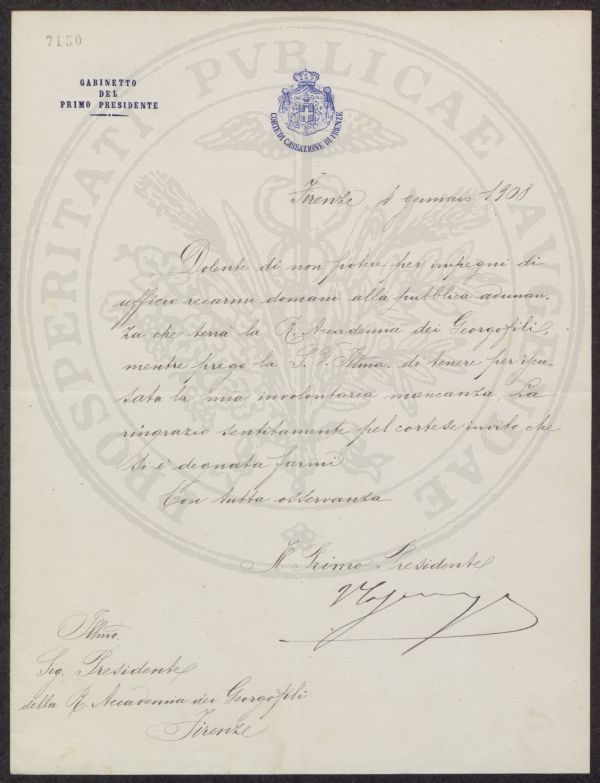 7150
GABINETTO
DEL
PRIMO PRESIDENTE
CORTE DI CASSAZIONE DI FIRENZE
PROSPERITATI PVBLICAE AVGENDAE
Firenze 4 gennaio 1901
Dolente di non potere per impegni di
ufficio recarmi domani alla pubblica adunan-
za che terrà la R. Accademia dei Georgofili,
mentre prego la S. V. Illma. di tenere per iscu-
sata la mia involontaria mancanza, La
ringrazio sentitamente pel cortese invito che
si è degnata farmi
Con tutta osservanza
Il Primo Presidente
Illmo
Sig. Presidente
della R. Accademia dei Georgofili
Firenze